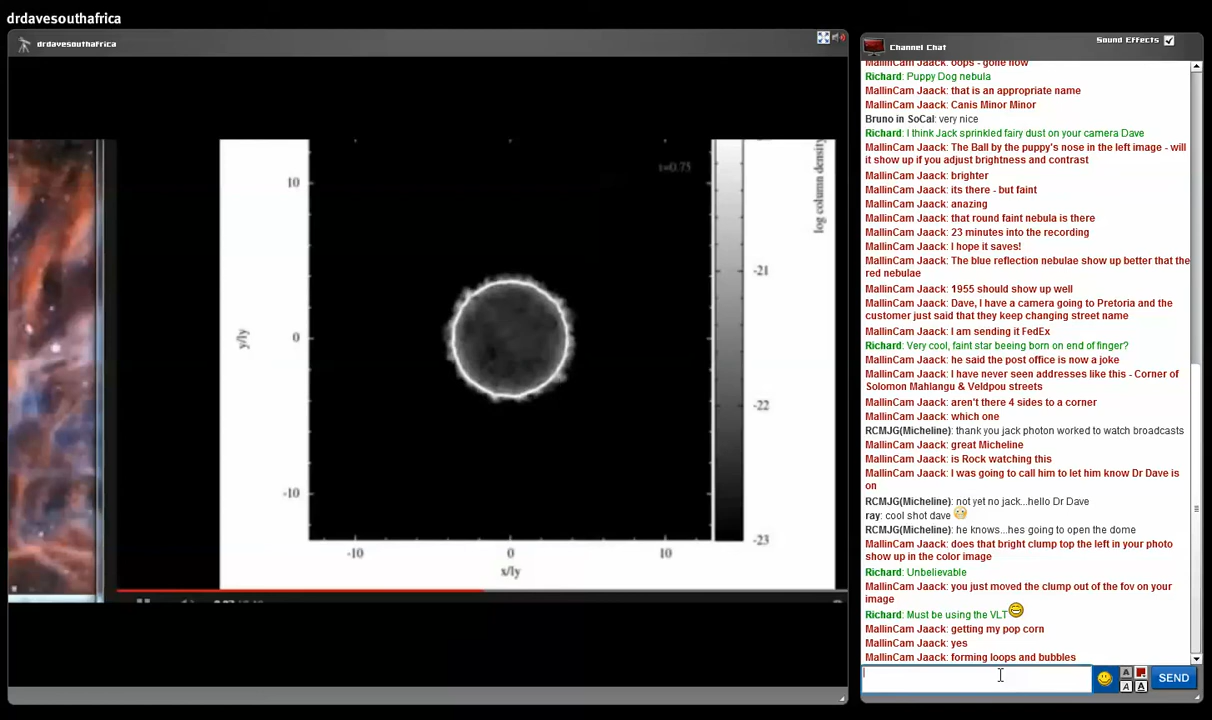 drdavesouthafrica
drdavesouthafrica
t=0.75
10
0
-10
y/ly
-10
0
10
x/ly
log column density
-21
-22
-23
Channel Chat
Sound Effects
MallinCam Jaack: oops - gone now
Richard: Puppy Dog nebula
MallinCam Jaack: that is an appropriate name
MallinCam Jaack: Canis Minor Minor
Bruno in SoCal: very nice
Richard: I think Jack sprinkled fairy dust on your camera Dave
MallinCam Jaack: The Ball by the puppy's nose in the left image - will
it show up if you adjust brightness and contrast
MallinCam Jaack: brighter
MallinCam Jaack: its there - but faint
MallinCam Jaack: anazing
MallinCam Jaack: that round faint nebula is there
MallinCam Jaack: 23 minutes into the recording
MallinCam Jaack: I hope it saves!
MallinCam Jaack: The blue reflection nebulae show up better that the
red nebulae
MallinCam Jaack: 1955 should show up well
MallinCam Jaack: Dave, I have a camera going to Pretoria and the
customer just said that they keep changing street name
MallinCam Jaack: I am sending it FedEx
Richard: Very cool, faint star beeing born on end of finger?
MallinCam Jaack: he said the post office is now a joke
MallinCam Jaack: I have never seen addresses like this - Corner of
Solomon Mahlangu & Veldpou streets
MallinCam Jaack: aren't there 4 sides to a corner
MallinCam Jaack: which one
RCMJG(Micheline): thank you jack photon worked to watch broadcasts
MallinCam Jaack: great Micheline
MallinCam Jaack: is Rock watching this
MallinCam Jaack: I was going to call him to let him know Dr Dave is
on
RCMJG(Micheline): not yet no jack...hello Dr Dave
ray: cool shot dave
RCMJG(Micheline): he knows...hes going to open the dome
MallinCam Jaack: does that bright clump top the left in your photo
show up in the color image
Richard: Unbelievable
MallinCam Jaack: you just moved the clump out of the fov on your
image
Richard: Must be using the VLT
MallinCam Jaack: getting my pop corn
MallinCam Jaack: yes
MallinCam Jaack: forming loops and bubbles
A
A
A
SEND